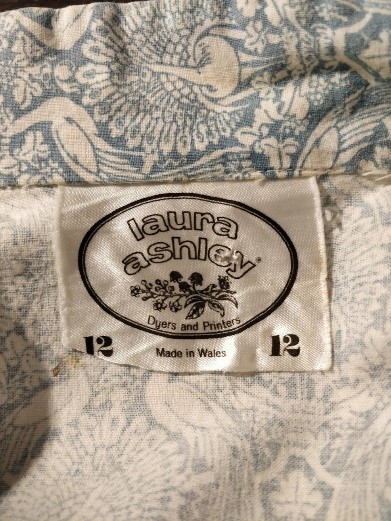 laura
ashley®
Dyers and Printers
12 Made in Wales 12